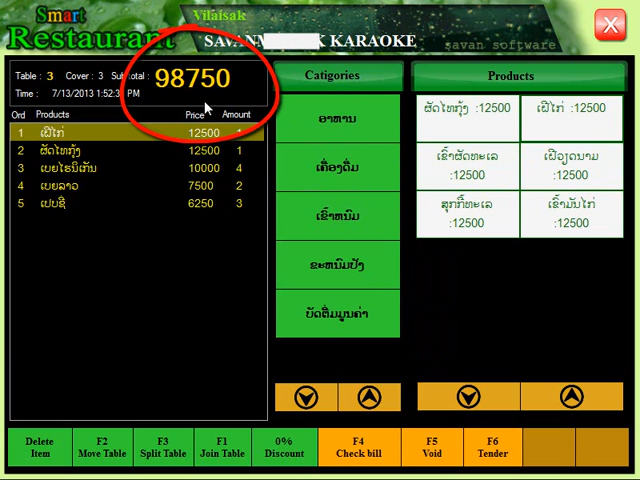 Smart
Restaurant
Vilaisak
KARAOKE
savan software
Table : 3 Cover : 3
98750
Time : 7/13/2013 1:52:3 PM
Ord Products Price Amount
1 ເຝີໄກ່ 12500
2 ຜັດໄທກຸ້ງ 12500 1
3 ເບຍໄຮນິເກັນ 10000 4
4 ເບຍລາວ 7500 2
5 ເປບຊີ 6250 3
Catigories
ອາຫານ
ເຄື່ອງດື່ມ
ເຂົ້າຫນົມ
ຂະຫນົມປັງ
ບັດຕື່ມມູນຄ່າ
Products
ຜັດໄທກຸ້ງ :12500
ເຝີໄກ່ :12500
ເຂົ້າຜັດທະເລ :12500
ເຝີວຽດນາມ :12500
ສຸກກີ້ທະເລ :12500
ເຂົ້າມັນໄກ່ :12500
Delete Item
F2 Move Table
F3 Split Table
F1 Join Table
0% Discount
F4 Check bill
F5 Void
F6 Tender
X